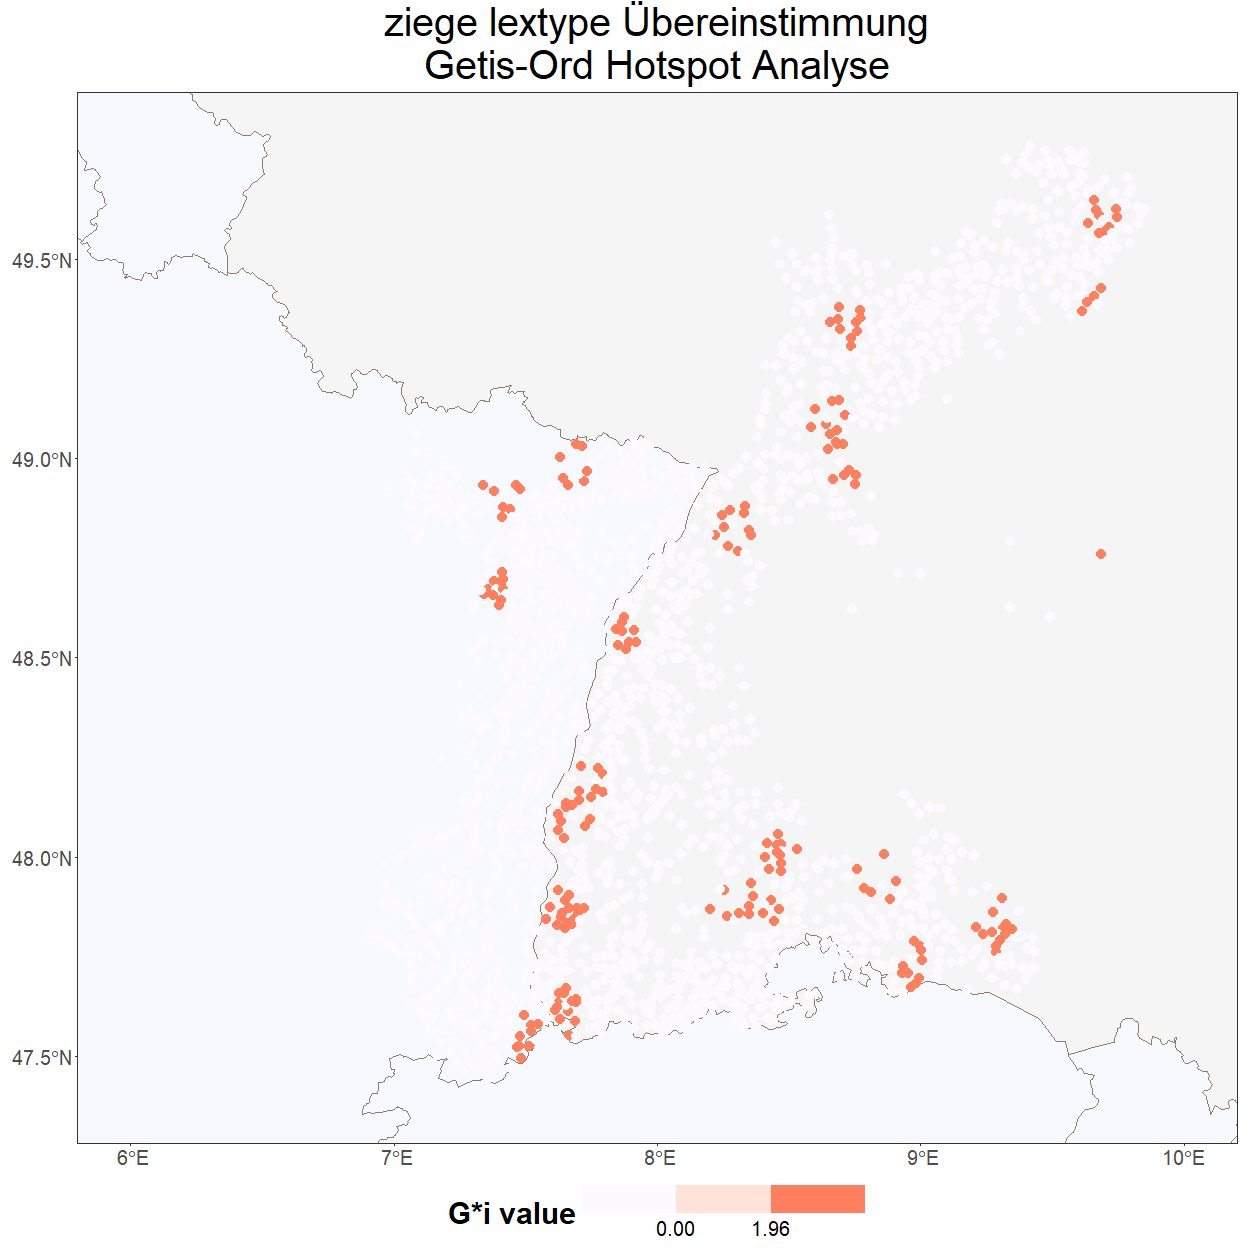 ziege lextype Übereinstimmung
Getis-Ord Hotspot Analyse
49.5°N
49.0°N
48.5°N
48.0°N
47.5°N
6°E 7°E 8°E 9°E 10°E
G*i value
0.00 1.96